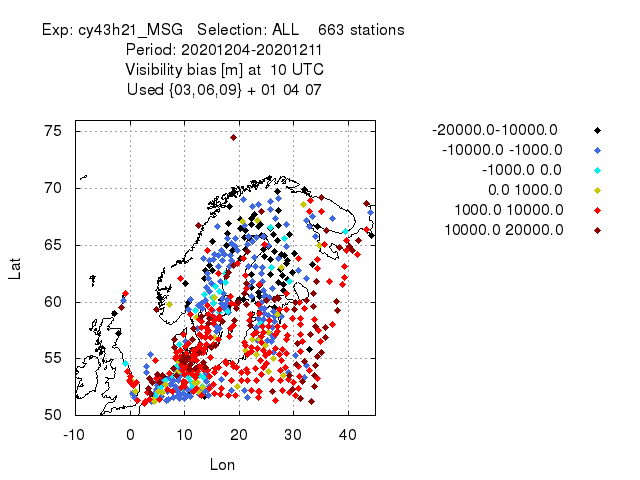 Exp: cy43h21_MSG   Selection: ALL    663 stations
Period: 20201204-20201211
Visibility bias [m] at  10 UTC
Used {03,06,09} + 01 04 07
75
70
65
60
55
50
Lat
-10 0 10 20 30 40
Lon
-20000.0-10000.0
-10000.0 -1000.0
-1000.0 0.0
0.0 1000.0
1000.0 10000.0
10000.0 20000.0